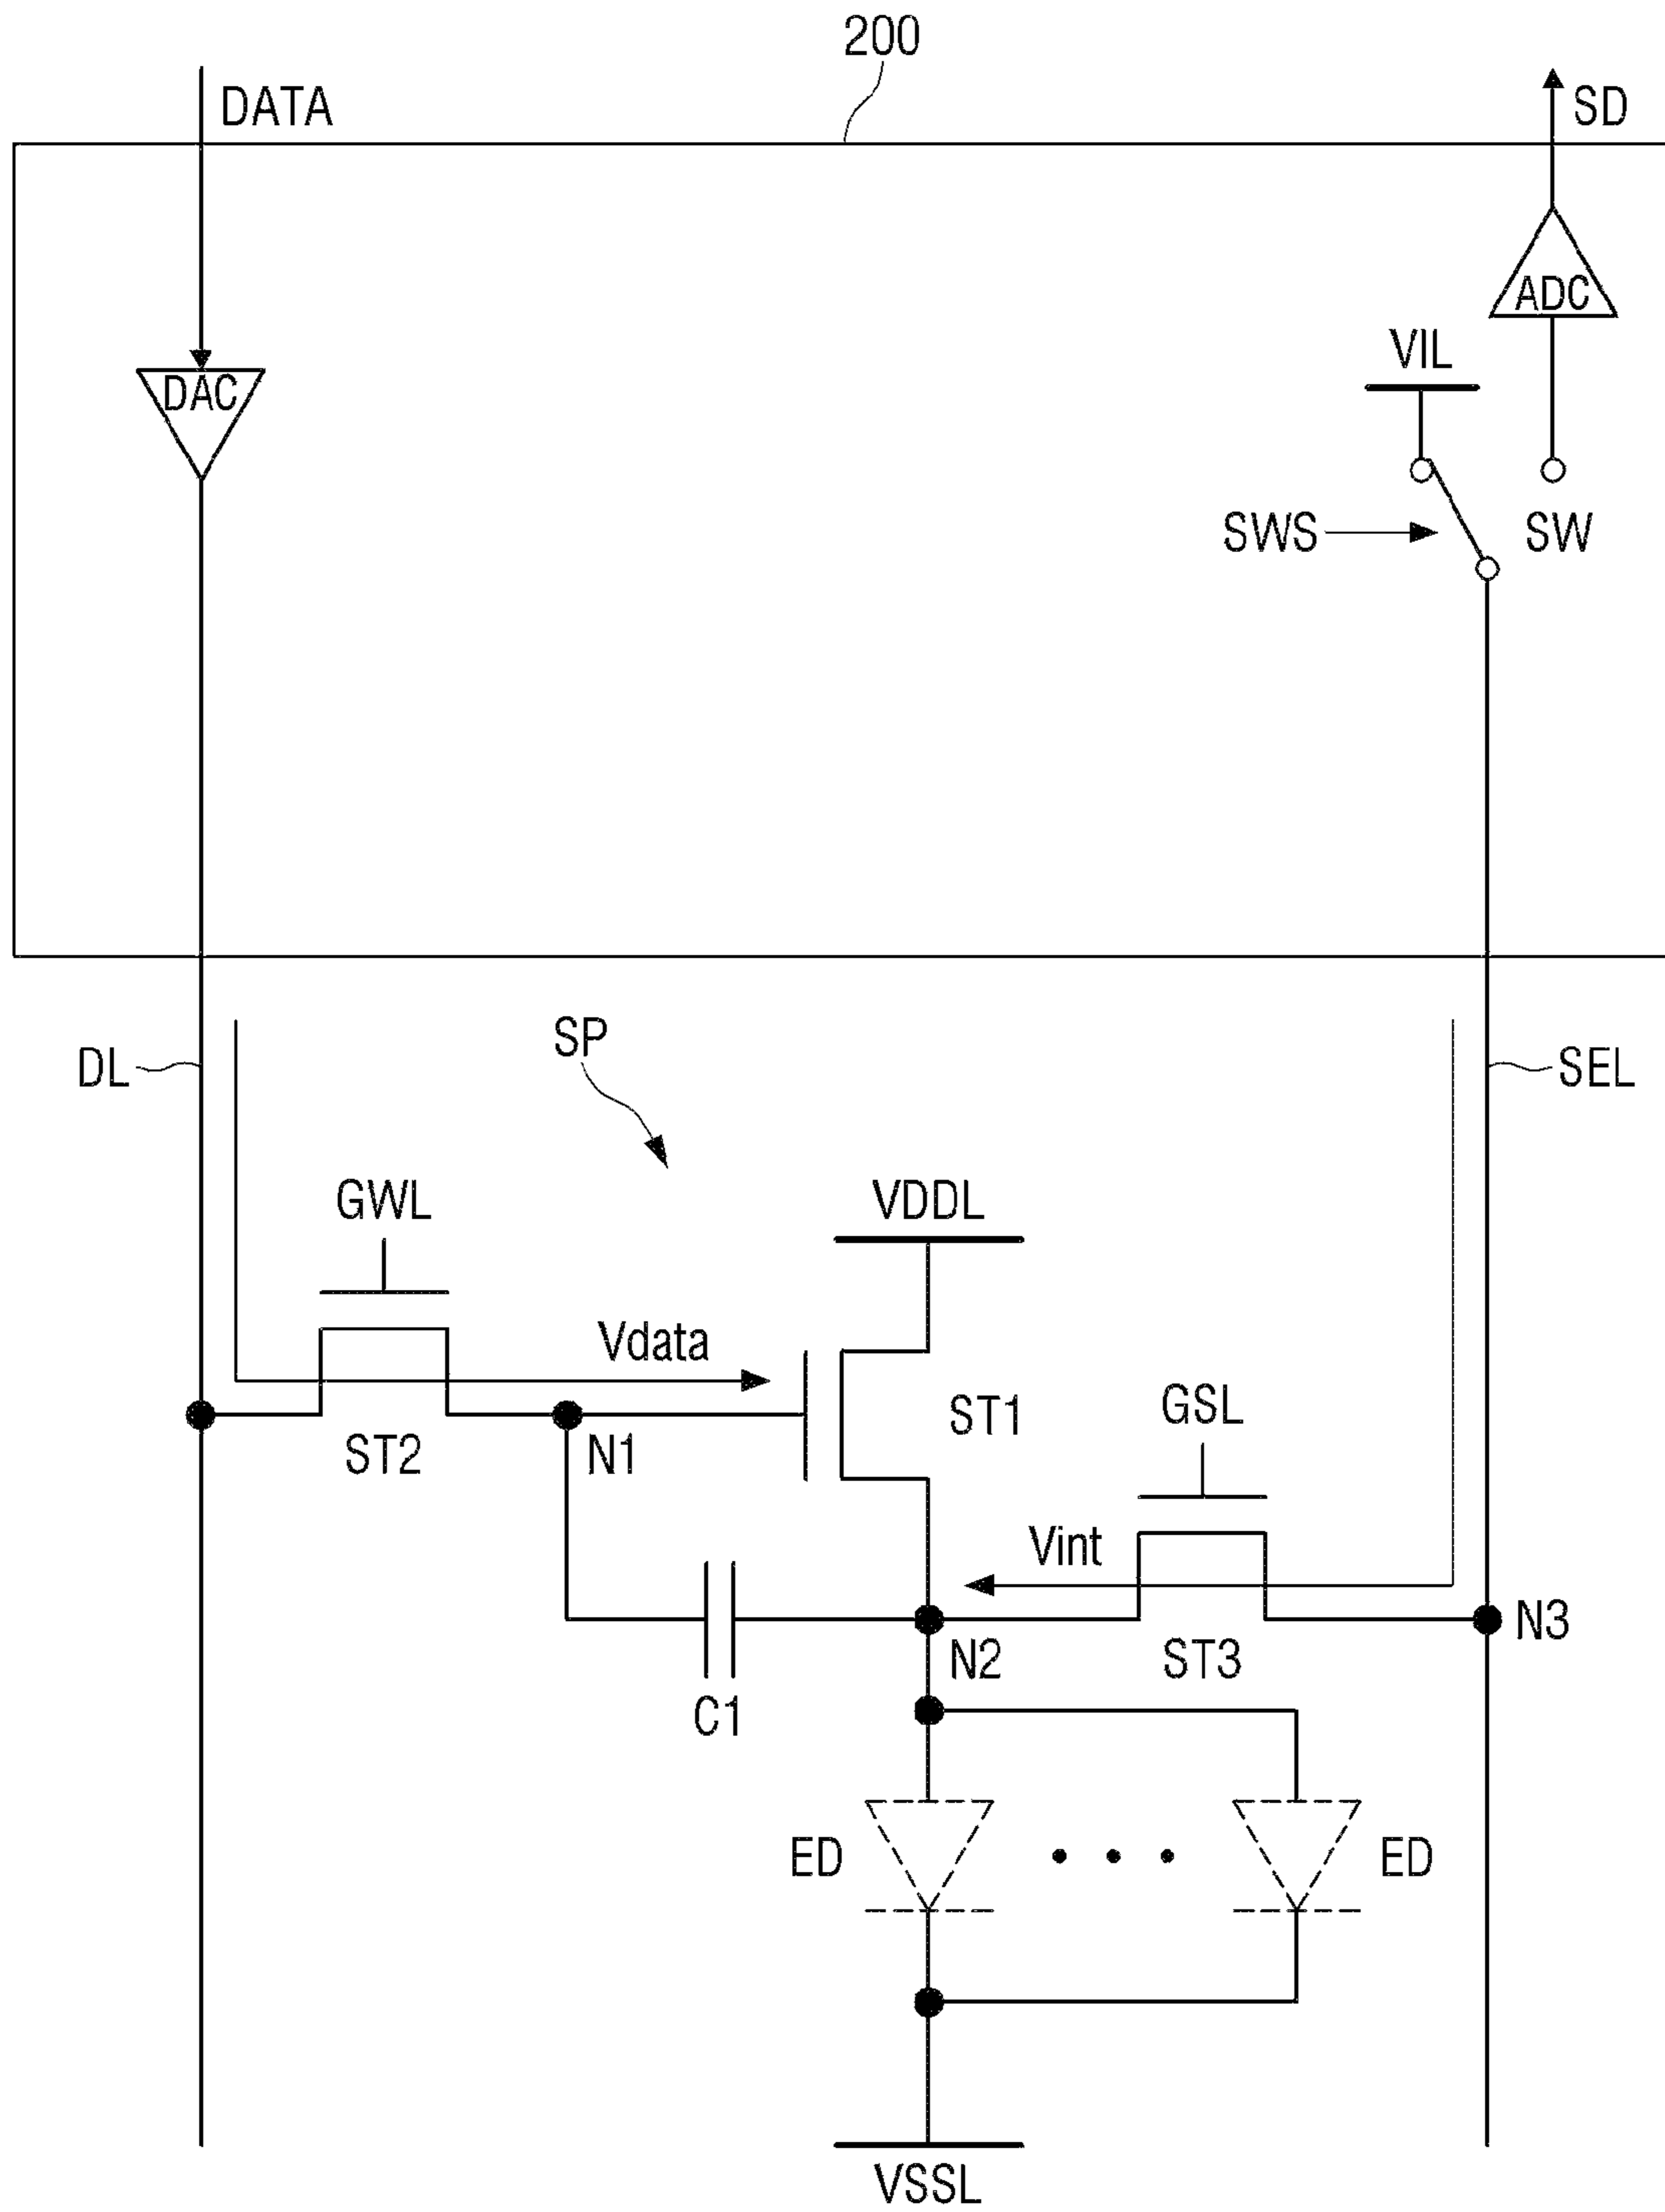 200
DATA
SD
ADC
DAC
VIL
SWS
SW
DL
SP
SEL
GWL
VDDL
Vdata
ST1
GSL
ST2
N1
Vint
N3
N2
ST3
C1
ED
ED
VSSL